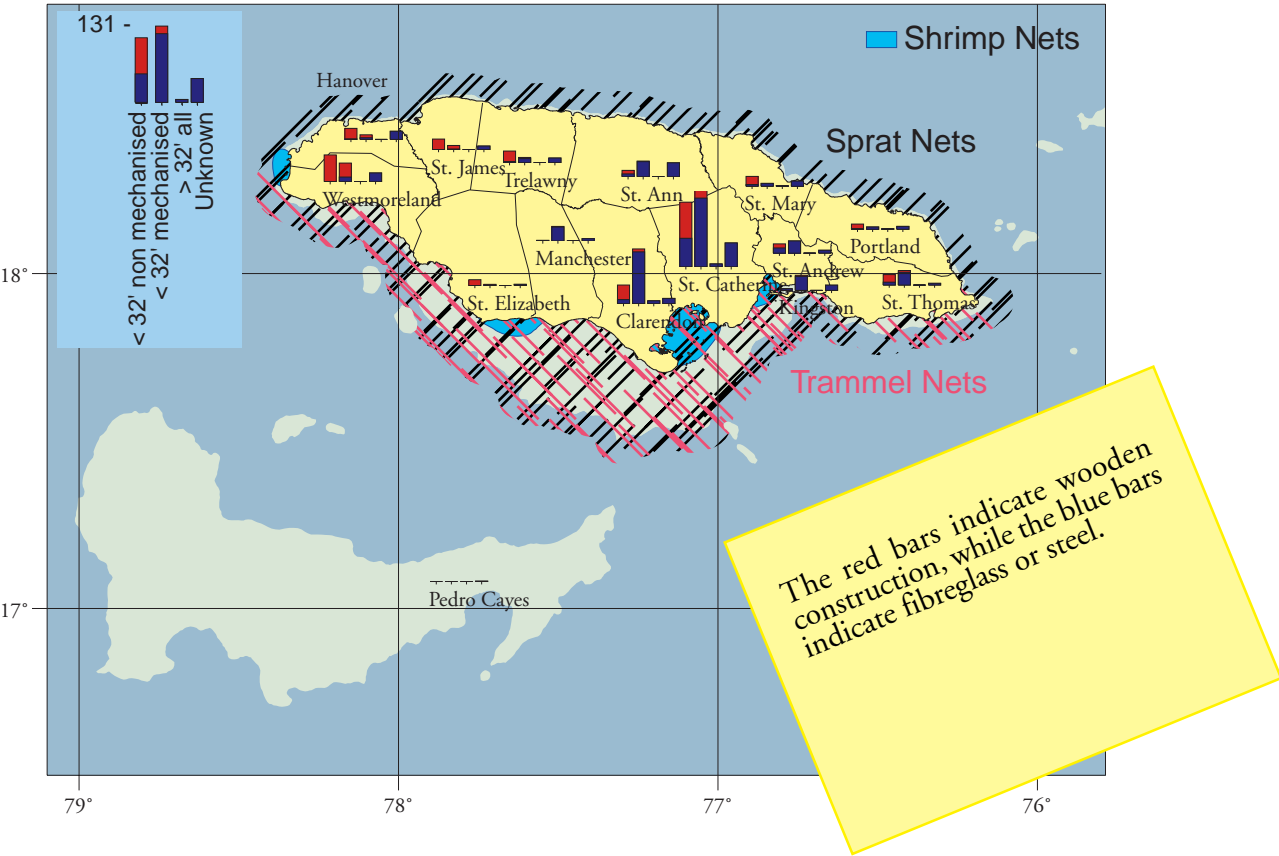 131 -
< 32' non mechanised
< 32' mechanised
> 32' all
Unknown
Shrimp Nets
Sprat Nets
Trammel Nets
Hanover
St. James
Trelawny
Westmoreland
St. Ann
St. Mary
Portland
Manchester
St. Andrew
St. Catherine
St. Elizabeth
Clarendon
Kingston
St. Thomas
Pedro Cayes
18°
17°
79°
78°
77°
76°
The red bars indicate wooden
construction, while the blue bars
indicate fibreglass or steel.